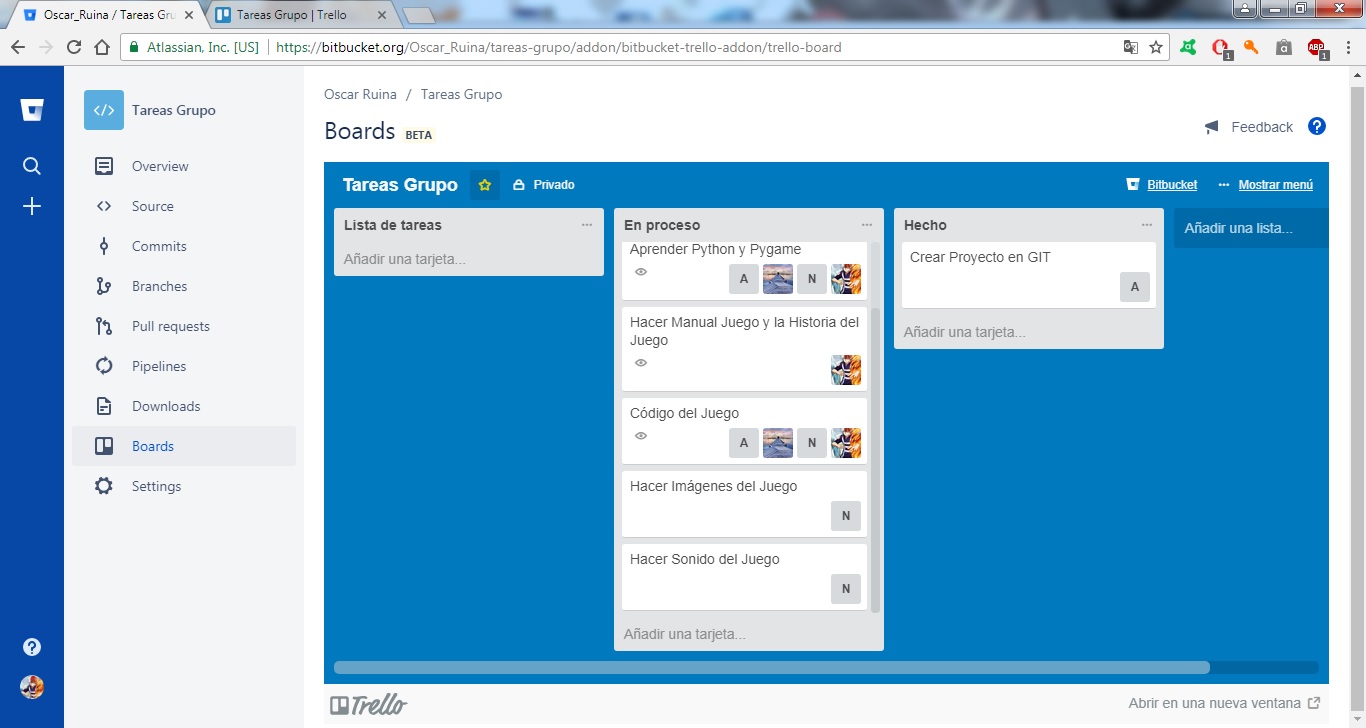 Oscar_Ruina / Tareas Gru
Tareas Grupo | Trello
Atlassian, Inc. [US]
https://bitbucket.org/Oscar_Ruina/tareas-grupo/addon/bitbucket-trello-addon/trello-board
1
a
ABP
1
Tareas Grupo
Overview
Source
Commits
Branches
Pull requests
Pipelines
Downloads
Boards
Settings
Oscar Ruina / Tareas Grupo
Boards BETA
Feedback
Tareas Grupo
Privado
Bitbucket
Mostrar menú
Lista de tareas
Añadir una tarjeta...
En proceso
Aprender Python y Pygame
A
N
Hacer Manual Juego y la Historia del
Juego
Código del Juego
A
N
Hacer Imágenes del Juego
N
Hacer Sonido del Juego
N
Añadir una tarjeta...
Hecho
Crear Proyecto en GIT
A
Añadir una tarjeta...
Añadir una lista...
Trello
Abrir en una nueva ventana